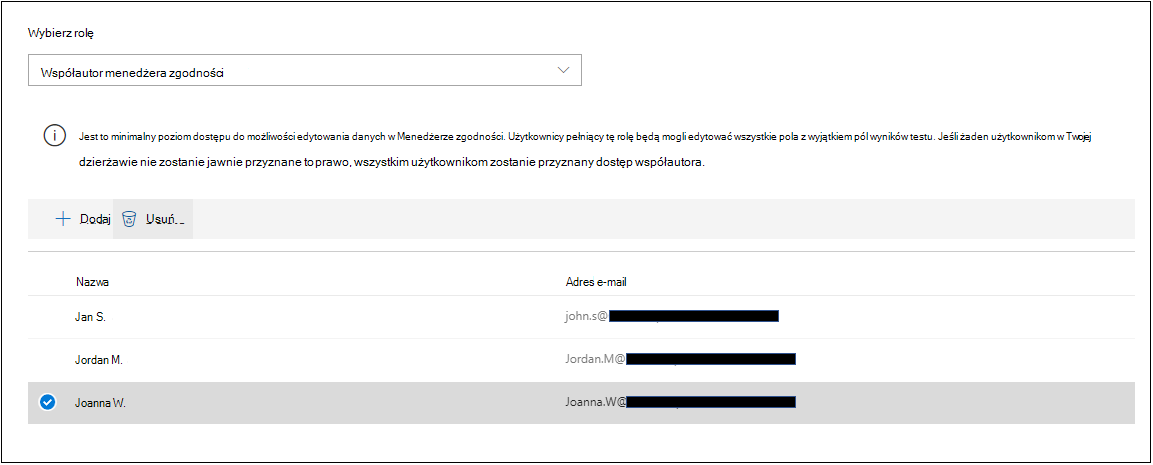 Wybierz rolę
Współautor menedżera zgodności
Jest to minimalny poziom dostępu do możliwości edytowania danych w Menedżerze zgodności. Użytkownicy pełniący tę rolę będą mogli edytować wszystkie pola z wyjątkiem pól wyników testu. Jeśli żaden użytkownikom w Twojej
dzierżawie nie zostanie jawnie przyznane to prawo, wszystkim użytkownikom zostanie przyznany dostęp współautora.
Dodaj Usuń
Nazwa Adres e-mail
Jan S. john.s@
Jordan M. Jordan.M@
Joanna W. Joanna.W@